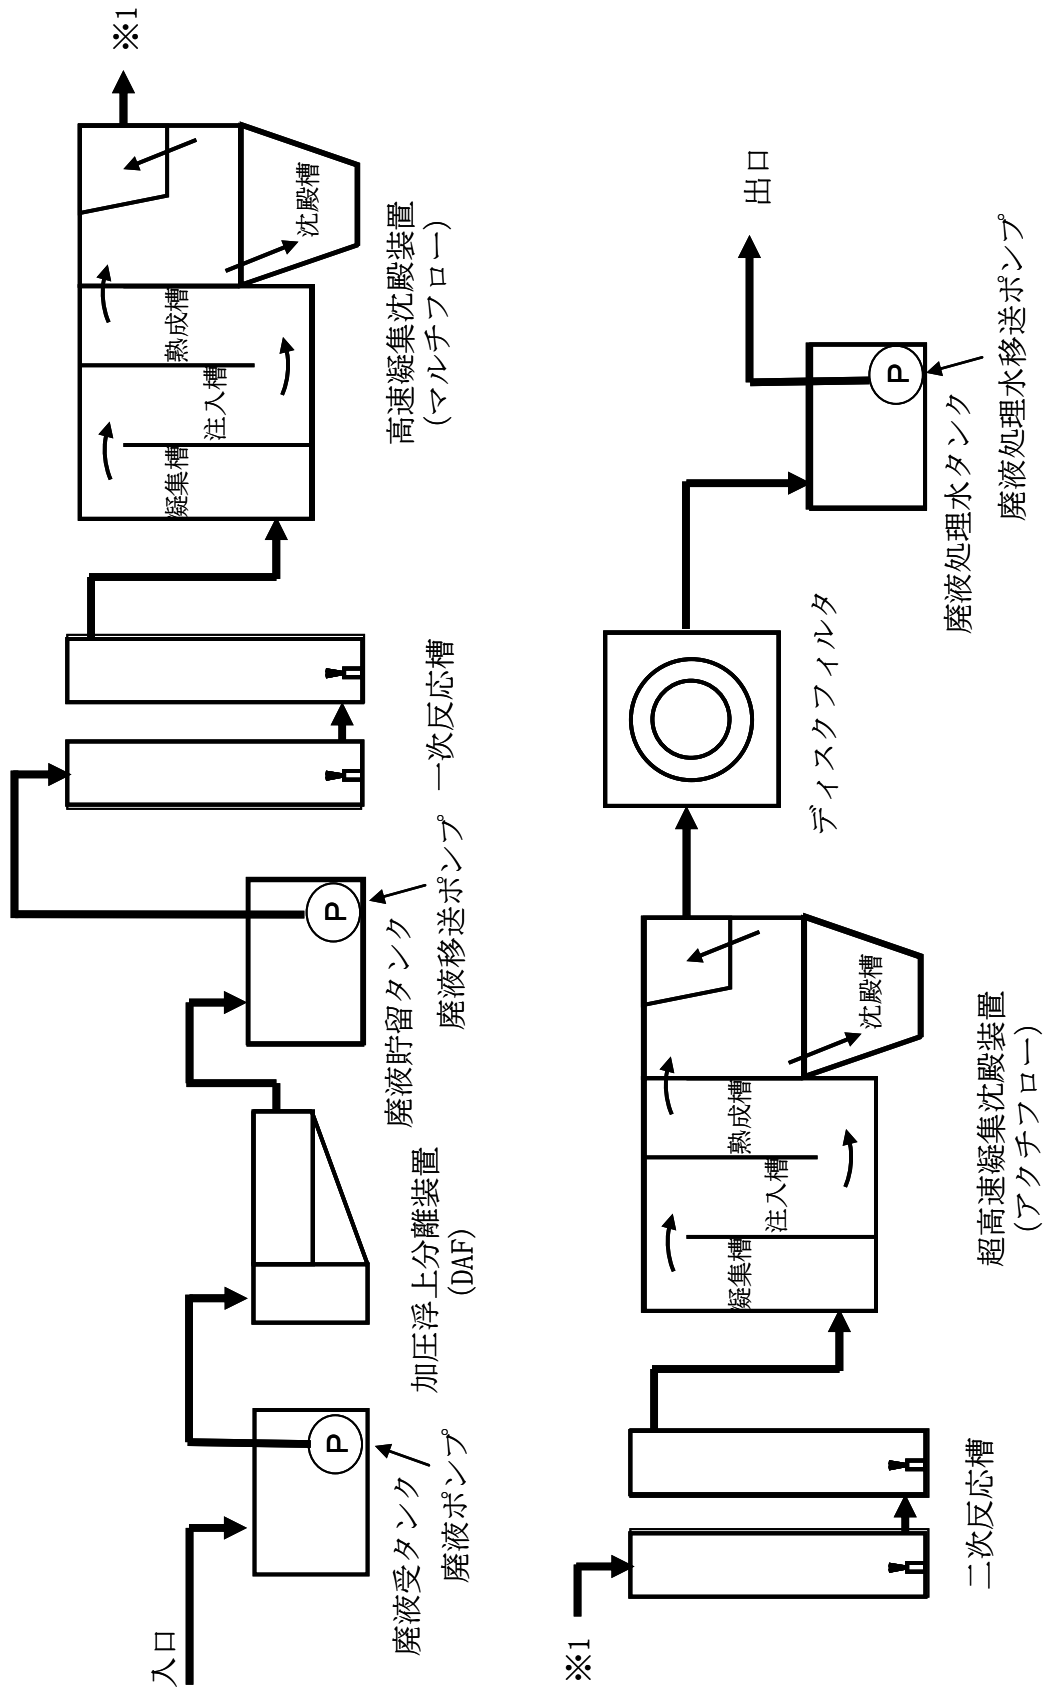 入口
P
廃液受タンク
廃液ポンプ
加圧浮上分離装置
(DAF)
P
廃液貯留タンク
廃液移送ポンプ
一次反応槽
凝集槽
注入槽
熟成槽
沈殿槽
高速凝集沈殿装置
(マルチフロー)
※1
※1
二次反応槽
凝集槽
注入槽
熟成槽
沈殿槽
超高速凝集沈殿装置
(アクチフロー)
ディスクフィルタ
P
廃液処理水タンク
廃液処理水移送ポンプ
出口